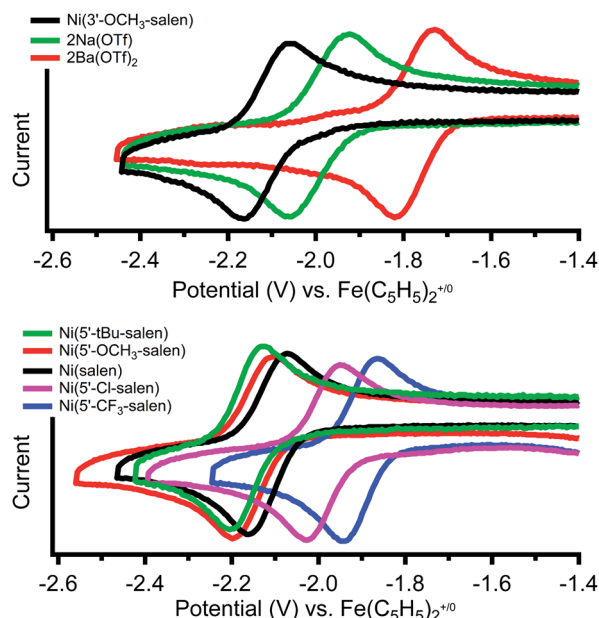 Ni(3'-OCH₃-salen)
2Na(OTf)
2Ba(OTf)₂
Current
-2.6 -2.4 -2.2 -2.0 -1.8 -1.6 -1.4
Potential (V) vs. Fe(C₅H₅)₂⁺/⁰
Ni(5'-tBu-salen)
Ni(5'-OCH₃-salen)
Ni(salen)
Ni(5'-Cl-salen)
Ni(5'-CF₃-salen)
Current
-2.6 -2.4 -2.2 -2.0 -1.8 -1.6 -1.4
Potential (V) vs. Fe(C₅H₅)₂⁺/⁰